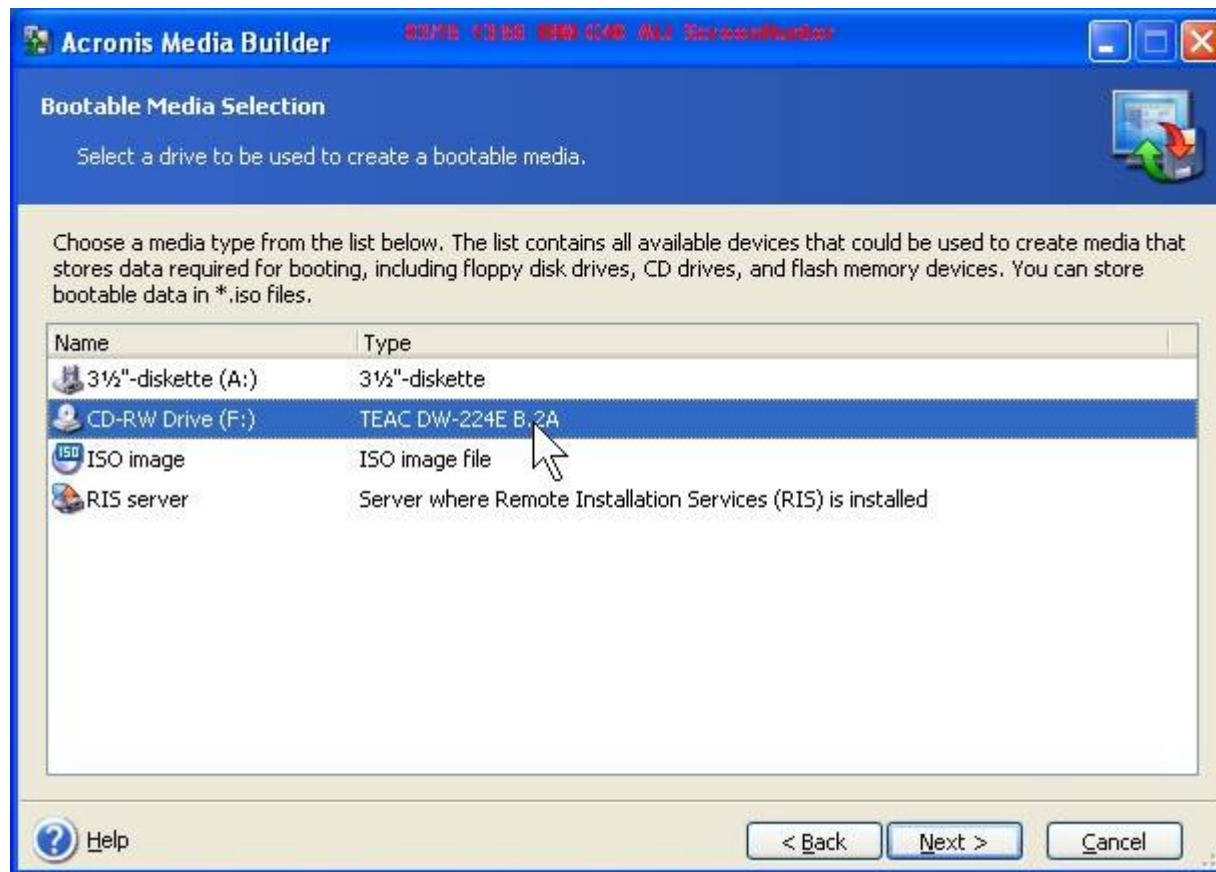 Acronis Media Builder
Bootable Media Selection
Select a drive to be used to create a bootable media.
Choose a media type from the list below. The list contains all available devices that could be used to create media that
stores data required for booting, including floppy disk drives, CD drives, and flash memory devices. You can store
bootable data in *.iso files.
Name Type
3½"-diskette (A:) 3½"-diskette
CD-RW Drive (F:) TEAC DW-224E B.2A
ISO image ISO image file
RIS server Server where Remote Installation Services (RIS) is installed
Help < Back Next > Cancel